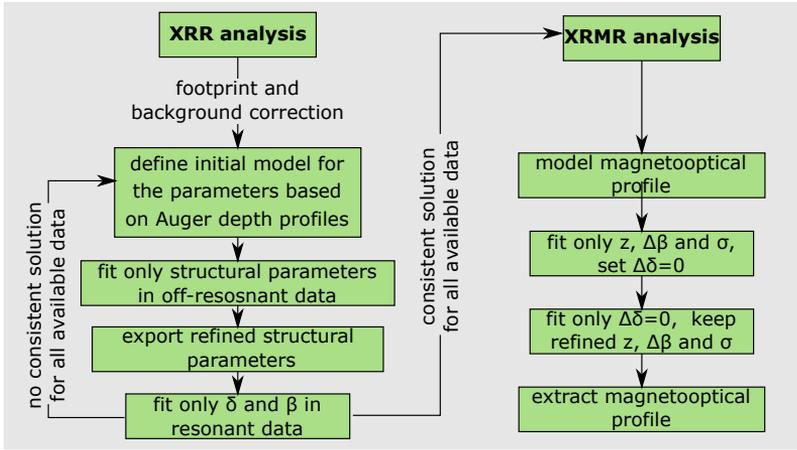 XRR analysis
footprint and
background correction
define initial model for
the parameters based
on Auger depth profiles
fit only structural parameters
in off-resosnant data
export refined structural
parameters
fit only δ and β in
resonant data
no consistent solution
for all available data
consistent solution
for all available data
XRMR analysis
model magnetooptical
profile
fit only z, Δβ and σ,
set Δδ=0
fit only Δδ=0, keep
refined z, Δβ and σ
extract magnetooptical
profile